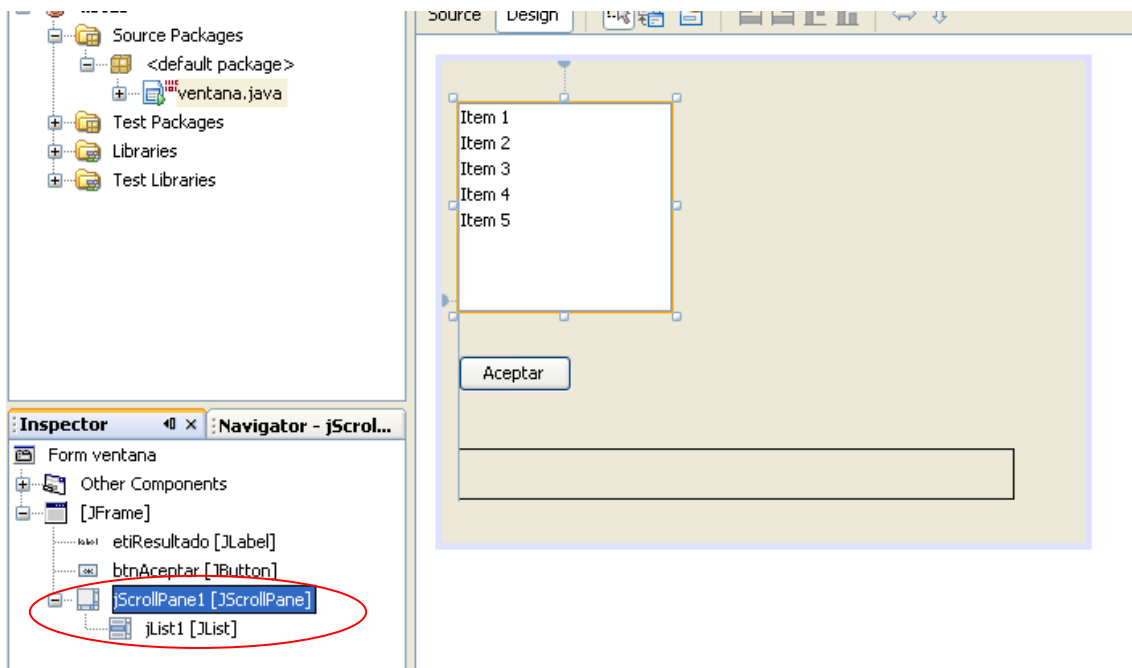 Source Packages
<default package>
ventana.java
Test Packages
Libraries
Test Libraries
Inspector
Navigator - jScrol...
Form ventana
Other Components
[JFrame]
etiResultado [JLabel]
btnAceptar [JButton]
jScrollPane1 [JScrollPane]
jList1 [JList]
Source Design
Item 1
Item 2
Item 3
Item 4
Item 5
Aceptar